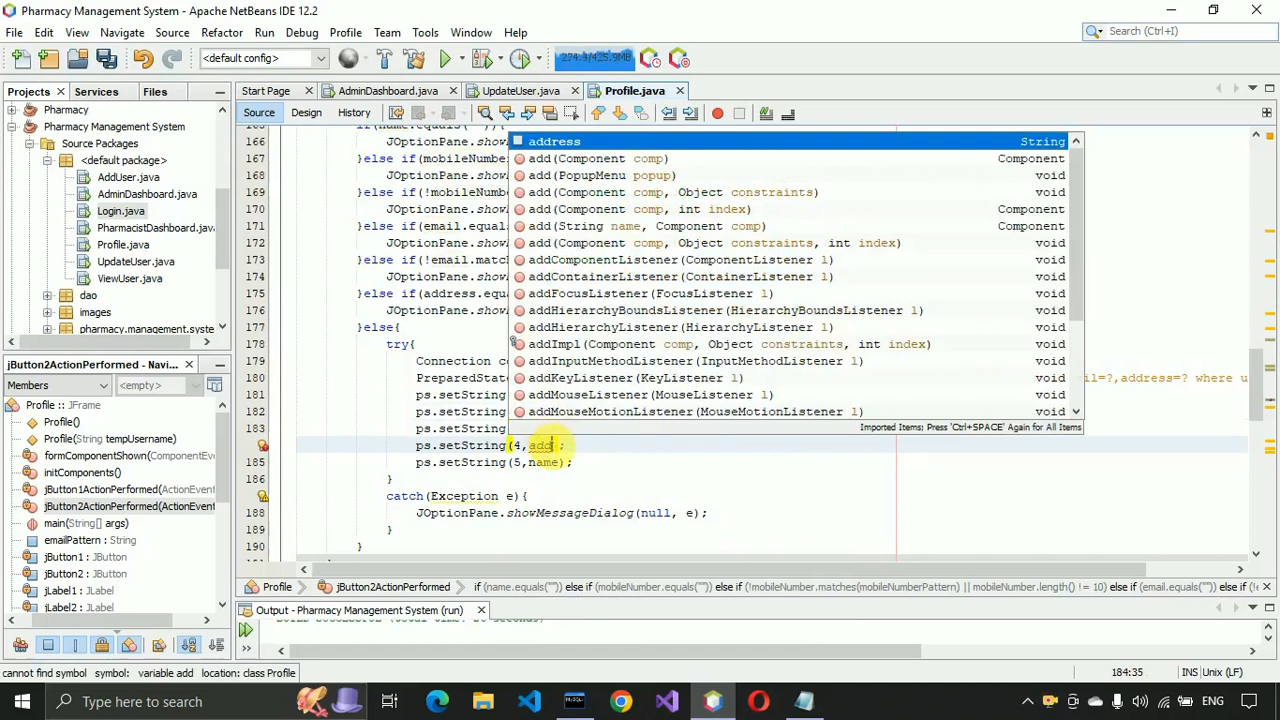 Pharmacy Management System - Apache NetBeans IDE 12.2
File Edit View Navigate Source Refactor Run Debug Profile Team Tools Window Help
Search (Ctrl+I)
<default config>
274.4/425.9MB
Projects Services Files
Start Page AdminDashboard.java UpdateUser.java Profile.java
Source Design History
Pharmacy
Pharmacy Management System
Source Packages
<default package>
AddUser.java
AdminDashboard.java
Login.java
PharmacistDashboard.java
Profile.java
UpdateUser.java
ViewUser.java
dao
images
pharmacy.management.syste
jButton2ActionPerformed - Navi...
Members <empty>
Profile :: JFrame
Profile()
Profile(String tempUsername)
formComponentShown(ComponentEve
initComponents()
jButton1ActionPerformed(ActionEvent
jButton2ActionPerformed(ActionEvent
main(String[] args)
emailPattern : String
jButton1 : JButton
jButton2 : JButton
jLabel1 : JLabel
jLabel2 : JLabel
166 JOptionPane.show
167 }else if(mobileNumbe
168 JOptionPane.show
169 }else if(!mobileNumb
170 JOptionPane.show
171 }else if(email.equal
172 JOptionPane.show
173 }else if(!email.matc
174 JOptionPane.show
175 }else if(address.equa
176 JOptionPane.show
177 }else{
178 try{
179 Connection co
180 PreparedState il=?,address=? where u
181 ps.setString
182 ps.setString
183 ps.setString
ps.setString(4,add);
185 ps.setString(5,name);
186 }
catch(Exception e){
188 JOptionPane.showMessageDialog(null, e);
189 }
190 }
address String
add(Component comp) Component
add(PopupMenu popup) void
add(Component comp, Object constraints) void
add(Component comp, int index) Component
add(String name, Component comp) Component
add(Component comp, Object constraints, int index) void
addComponentListener(ComponentListener l) void
addContainerListener(ContainerListener l) void
addFocusListener(FocusListener l) void
addHierarchyBoundsListener(HierarchyBoundsListener l) void
addHierarchyListener(HierarchyListener l) void
addImpl(Component comp, Object constraints, int index) void
addInputMethodListener(InputMethodListener l) void
addKeyListener(KeyListener l) void
addMouseListener(MouseListener l) void
addMouseMotionListener(MouseMotionListener l) void
Imported Items; Press 'Ctrl+SPACE' Again for All Items
Profile jButton2ActionPerformed if (name.equals("")) else if (mobileNumber.equals("")) else if (!mobileNumber.matches(mobileNumberPattern) || mobileNumber.length() != 10) else if (email.equals("")) else if (!e
Output - Pharmacy Management System (run)
cannot find symbol symbol: variable add location: class Profile
184:35 INS Unix (LF)
Type here to search
ENG